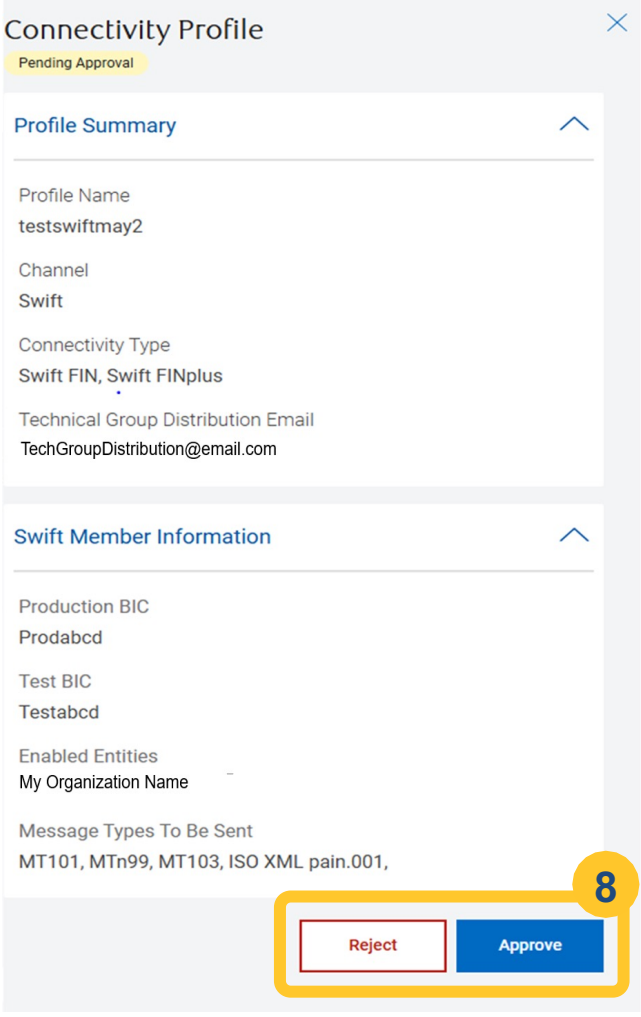 Connectivity Profile
Pending Approval
Profile Summary
Profile Name
testswiftmay2
Channel
Swift
Connectivity Type
Swift FIN, Swift FINplus
Technical Group Distribution Email
TechGroupDistribution@email.com
Swift Member Information
Production BIC
Prodabcd
Test BIC
Testabcd
Enabled Entities
My Organization Name
Message Types To Be Sent
MT101, MTn99, MT103, ISO XML pain.001,
8
Reject Approve